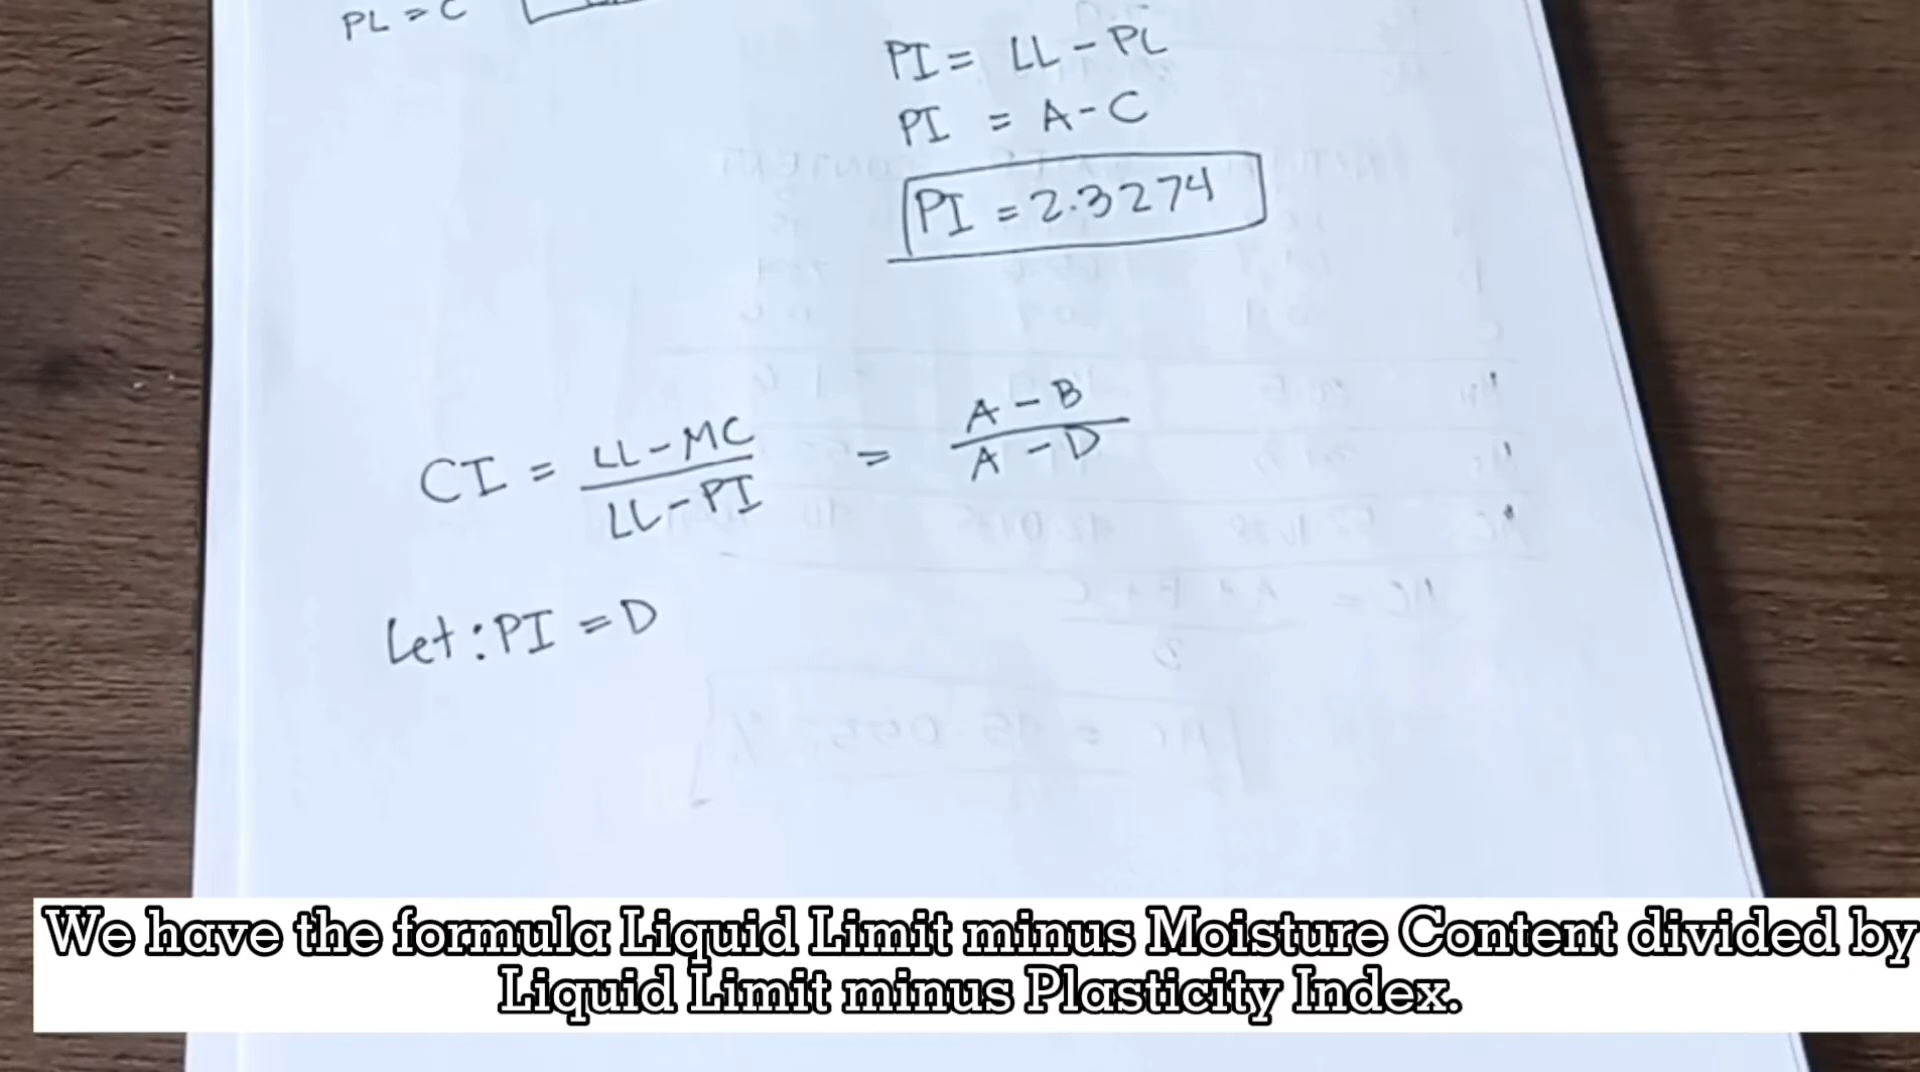 PL = C
PI = LL - PL
PI = A - C
PI = 2.3274
CI = LL - MC / LL - PI = A - B / A - D
Let : PI = D
We have the formula Liquid Limit minus Moisture Content divided by
Liquid Limit minus Plasticity Index.